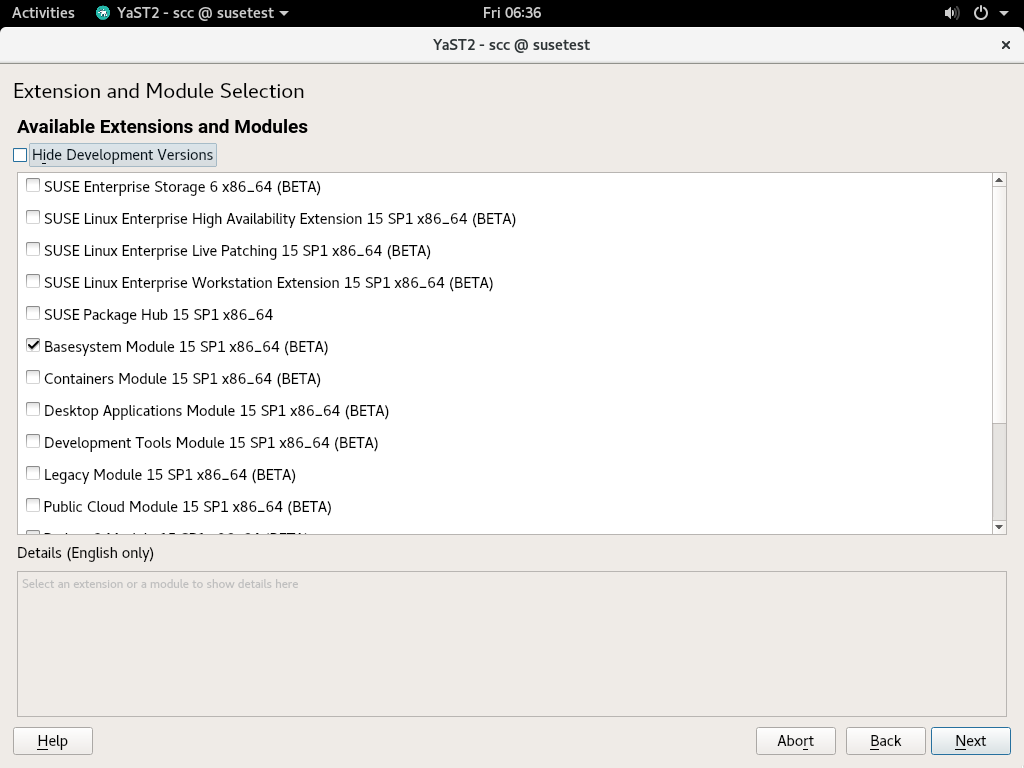 Activities YaST2 - scc @ susetest Fri 06:36
YaST2 - scc @ susetest ×
Extension and Module Selection
Available Extensions and Modules
Hide Development Versions
SUSE Enterprise Storage 6 x86_64 (BETA)
SUSE Linux Enterprise High Availability Extension 15 SP1 x86_64 (BETA)
SUSE Linux Enterprise Live Patching 15 SP1 x86_64 (BETA)
SUSE Linux Enterprise Workstation Extension 15 SP1 x86_64 (BETA)
SUSE Package Hub 15 SP1 x86_64
Basesystem Module 15 SP1 x86_64 (BETA)
Containers Module 15 SP1 x86_64 (BETA)
Desktop Applications Module 15 SP1 x86_64 (BETA)
Development Tools Module 15 SP1 x86_64 (BETA)
Legacy Module 15 SP1 x86_64 (BETA)
Public Cloud Module 15 SP1 x86_64 (BETA)
Details (English only)
Select an extension or a module to show details here
Help Abort Back Next